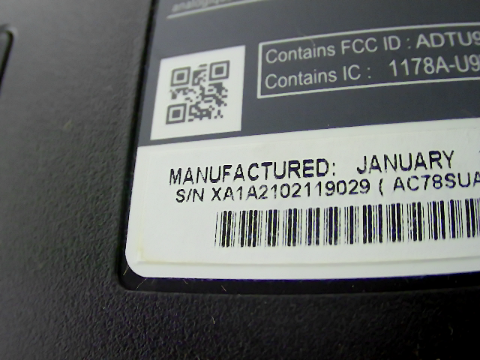 Contains FCC ID : ADTU9
Contains IC : 1178A-U9
MANUFACTURED: JANUARY
S/N XA1A2102119029 ( AC78SUA